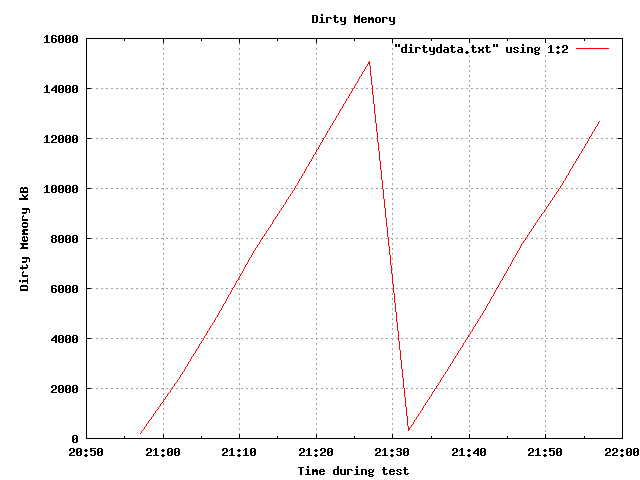 Dirty Memory
"dirtydata.txt" using 1:2
16000
14000
12000
10000
8000
6000
4000
2000
0
Dirty Memory kB
20:50 21:00 21:10 21:20 21:30 21:40 21:50 22:00
Time during test